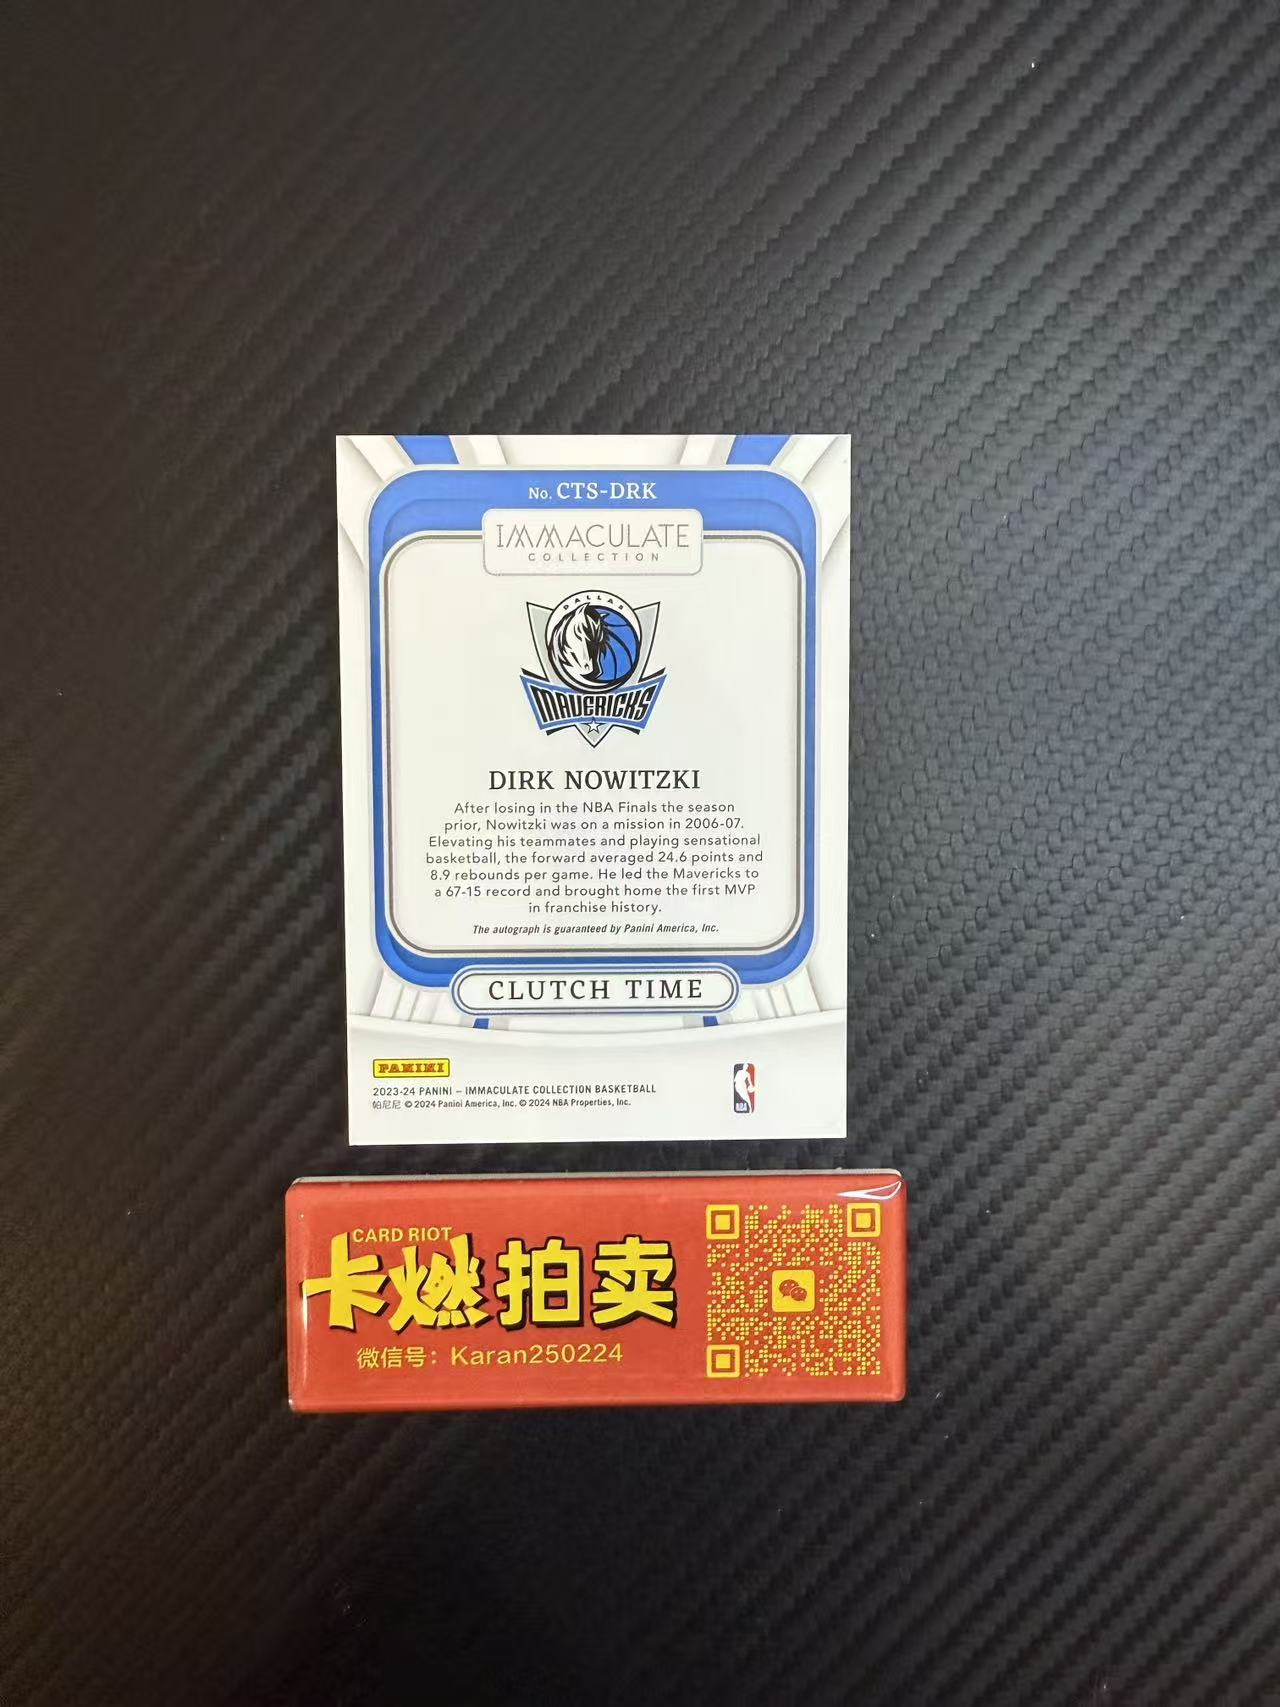 No. CTS-DRK
IMMACULATE
COLLECTION
DALLAS
MAVERICKS
DIRK NOWITZKI
After losing in the NBA Finals the season
prior, Nowitzki was on a mission in 2006-07.
Elevating his teammates and playing sensational
basketball, the forward averaged 24.6 points and
8.9 rebounds per game. He led the Mavericks to
a 67-15 record and brought home the first MVP
in franchise history.
The autograph is guaranteed by Panini America, Inc.
CLUTCH TIME
PANINI
2023-24 PANINI – IMMACULATE COLLECTION BASKETBALL
帕尼尼 © 2024 Panini America, Inc. © 2024 NBA Properties, Inc.
NBA
CARD RIOT
卡燃拍卖
微信号：Karan250224